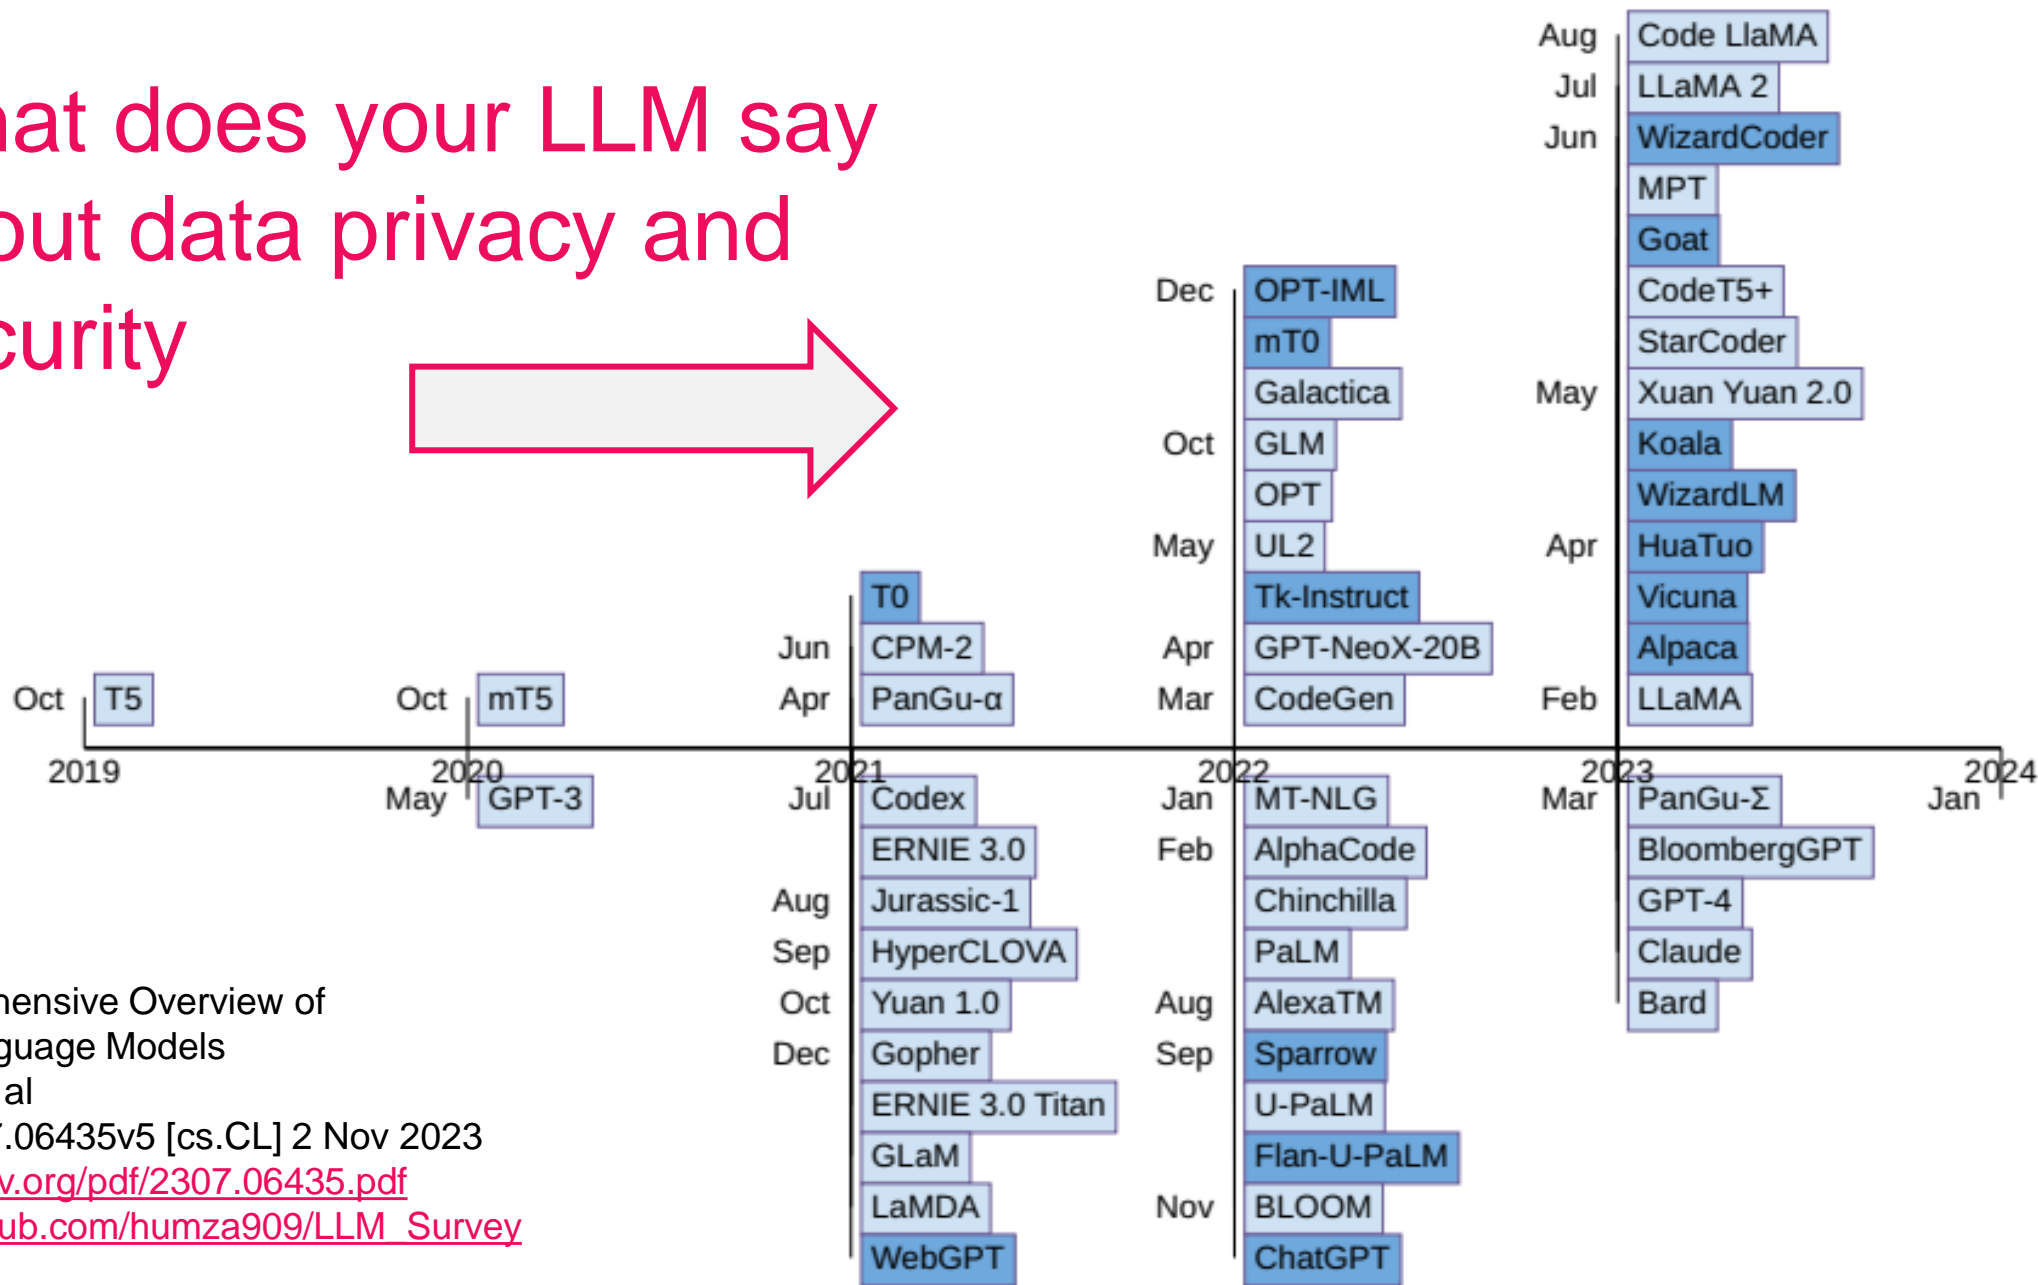 hat does your LLM say
out data privacy and
curity
Aug Code LlaMA
Jul LLaMA 2
Jun WizardCoder
MPT
Goat
Dec OPT-IML CodeT5+
mT0 StarCoder
Galactica May Xuan Yuan 2.0
Oct GLM Koala
OPT WizardLM
May UL2 Apr HuaTuo
T0 Tk-Instruct Vicuna
Jun CPM-2 Apr GPT-NeoX-20B Alpaca
Oct T5 Oct mT5 Apr PanGu-α Mar CodeGen Feb LLaMA
2019 2020 2021 2022 2023 2024
May GPT-3 Jul Codex Jan MT-NLG Mar PanGu-Σ Jan
ERNIE 3.0 Feb AlphaCode BloombergGPT
Aug Jurassic-1 Chinchilla GPT-4
Sep HyperCLOVA PaLM Claude
Oct Yuan 1.0 Aug AlexaTM Bard
Dec Gopher Sep Sparrow
ERNIE 3.0 Titan U-PaLM
GLaM Flan-U-PaLM
LaMDA Nov BLOOM
WebGPT ChatGPT
hensive Overview of
guage Models
al
7.06435v5 [cs.CL] 2 Nov 2023
v.org/pdf/2307.06435.pdf
ub.com/humza909/LLM_Survey